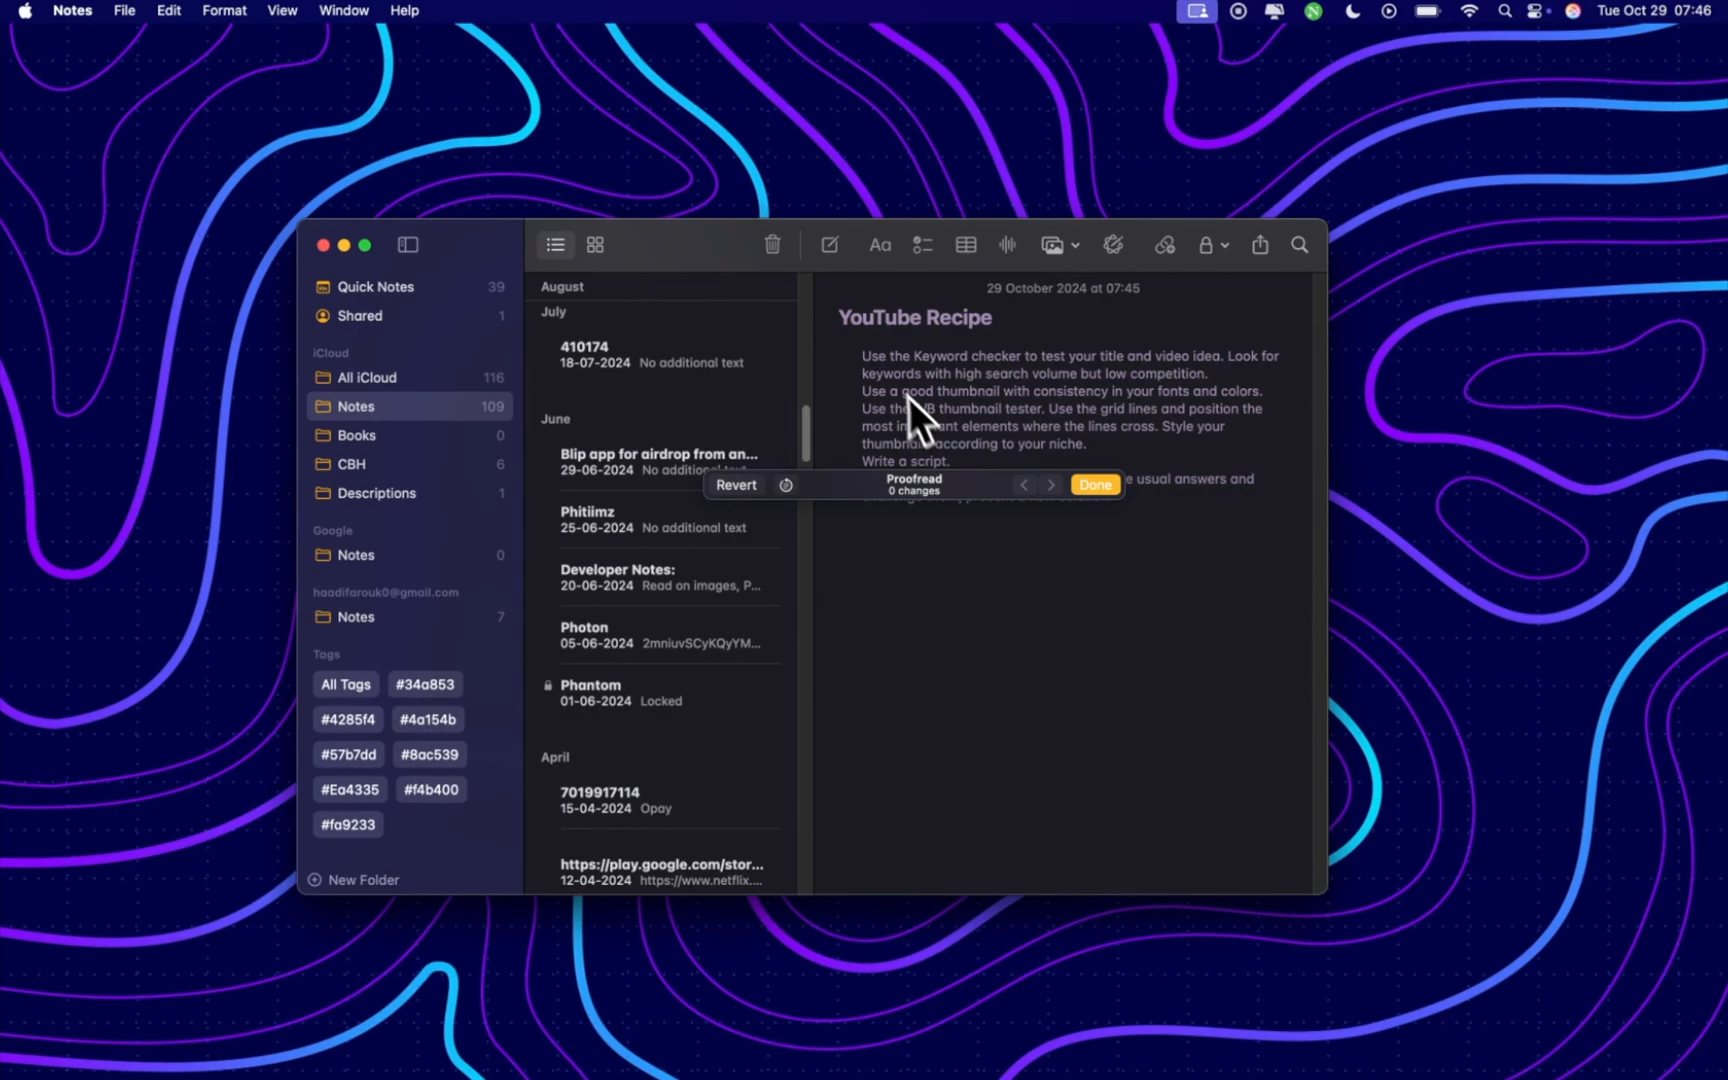 Notes File Edit Format View Window Help
Tue Oct 29 07:46
Quick Notes 39
Shared 1
iCloud
All iCloud 116
Notes 109
Books 0
CBH 6
Descriptions 1
Google
Notes 0
haadifarouk0@gmail.com
Notes 7
Tags
All Tags #34a853
#4285f4 #4a154b
#57b7dd #8ac539
#Ea4335 #f4b400
#fa9233
New Folder
August
July
410174
18-07-2024 No additional text
June
Blip app for airdrop from an...
29-06-2024 No additional text
Phitiimz
25-06-2024 No additional text
Developer Notes:
20-06-2024 Read on images, P...
Photon
05-06-2024 2mniuvSCyKQyYM...
Phantom
01-06-2024 Locked
April
7019917114
15-04-2024 Opay
https://play.google.com/stor...
12-04-2024 https://www.netflix....
Aa
29 October 2024 at 07:45
YouTube Recipe
Use the Keyword checker to test your title and video idea. Look for
keywords with high search volume but low competition.
Use a good thumbnail with consistency in your fonts and colors.
Use the thumbnail tester. Use the grid lines and position the
most elements where the lines cross. Style your
according to your niche.
Write a script.
usual answers and
Revert
Proofread
0 changes
Done